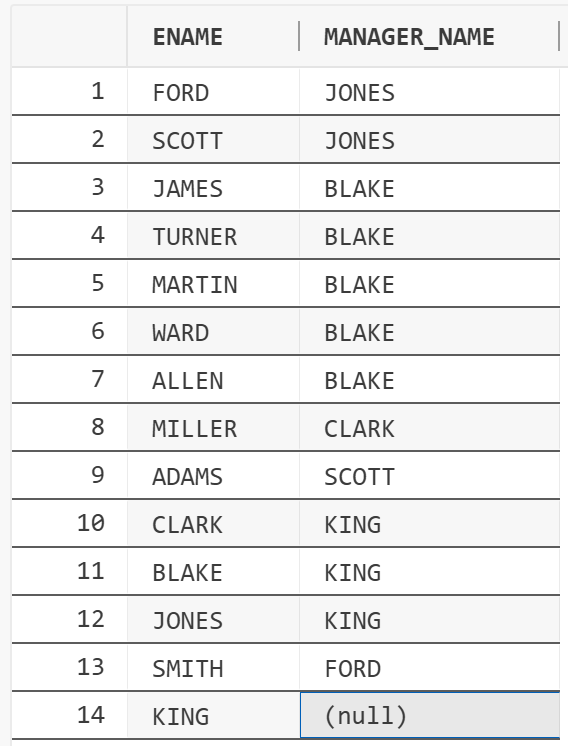 ENAME MANAGER_NAME
1 FORD JONES
2 SCOTT JONES
3 JAMES BLAKE
4 TURNER BLAKE
5 MARTIN BLAKE
6 WARD BLAKE
7 ALLEN BLAKE
8 MILLER CLARK
9 ADAMS SCOTT
10 CLARK KING
11 BLAKE KING
12 JONES KING
13 SMITH FORD
14 KING (null)